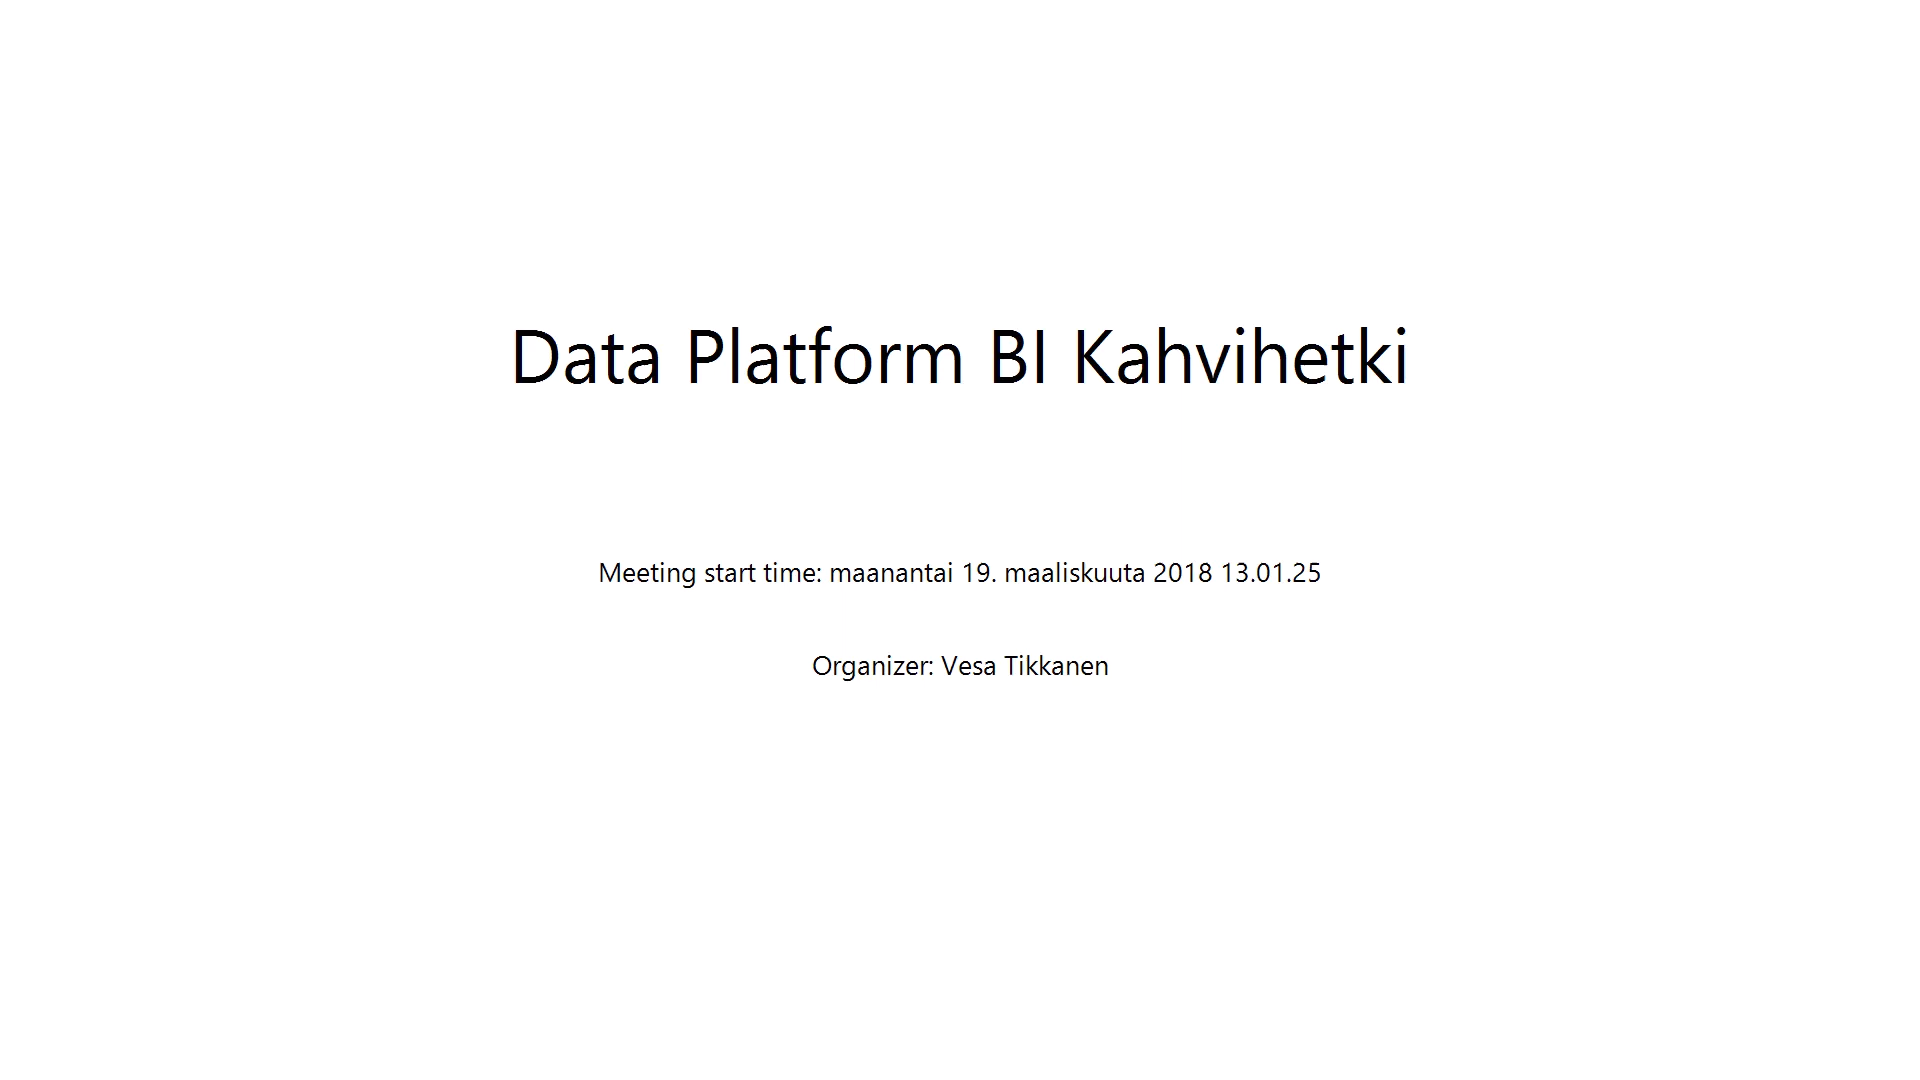 Data Platform BI Kahvihetki
Meeting start time: maanantai 19. maaliskuuta 2018 13.01.25
Organizer: Vesa Tikkanen